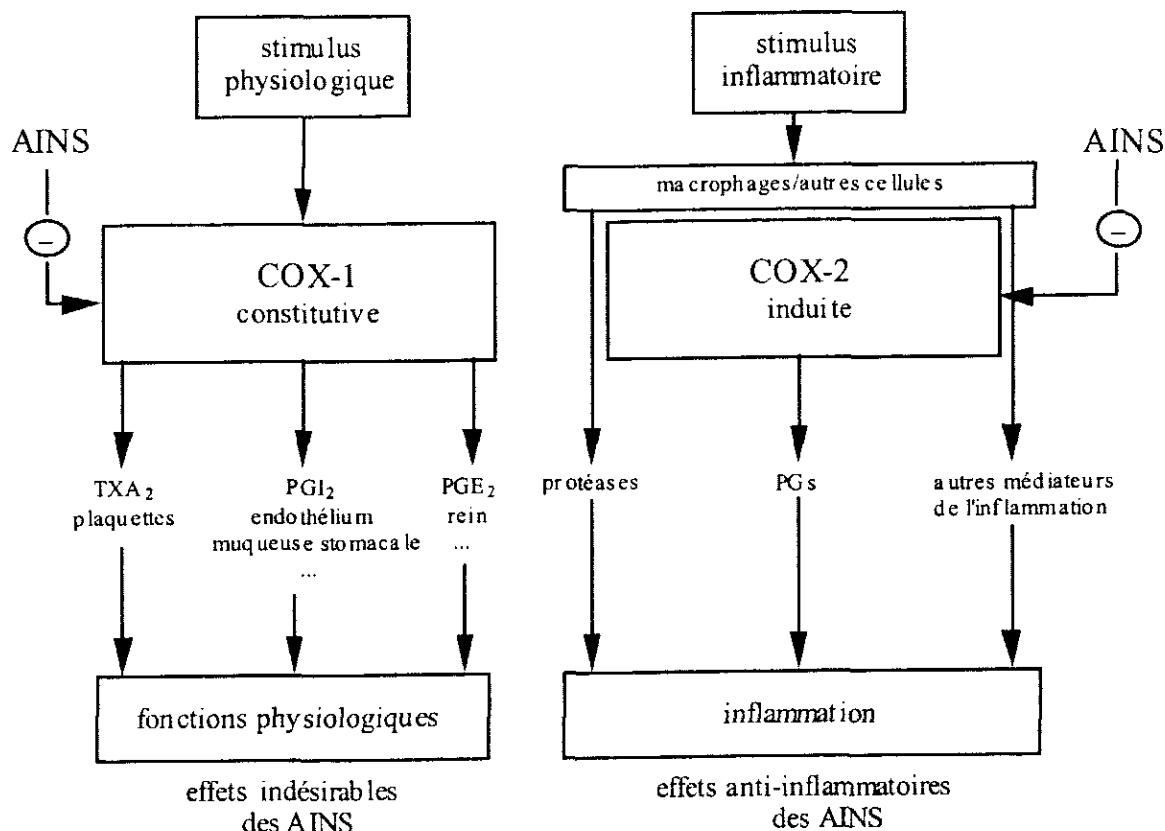 stimulus
physiologique
AINS
−
COX-1
constitutive
TXA₂
plaquettes
PGI₂
endothélium
muqueuse stomacale
...
PGE₂
rein
...
fonctions physiologiques
effets indésirables
des AINS
stimulus
inflammatoire
macrophages/autres cellules
AINS
−
COX-2
induite
protéases
PGs
autres médiateurs
de l'inflammation
inflammation
effets anti-inflammatoires
des AINS